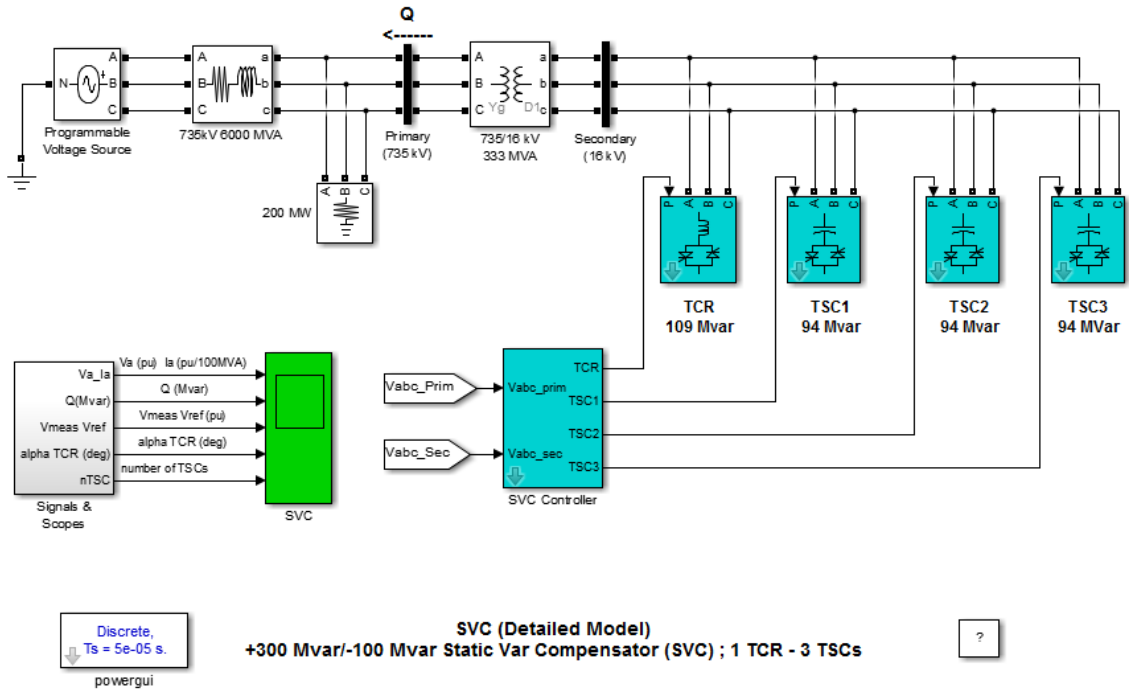 Q
<------
N
A
B
C
A
B
C
a
b
c
A
B
C
Yg
D1
a
b
c
Programmable
Voltage Source
735kV 6000 MVA
Primary
(735 kV)
735/16 kV
333 MVA
Secondary
(16 kV)
200 MW
A
B
C
P
A
B
C
P
A
B
C
P
A
B
C
P
A
B
C
TCR
109 Mvar
TSC1
94 Mvar
TSC2
94 Mvar
TSC3
94 MVar
Va_Ia
Q(Mvar)
Vmeas Vref
alpha TCR (deg)
nTSC
Va (pu) Ia (pu/100MVA)
Q (Mvar)
Vmeas Vref (pu)
alpha TCR (deg)
number of TSCs
Signals &
Scopes
SVC
Vabc_Prim
Vabc_Sec
Vabc_prim
Vabc_sec
TCR
TSC1
TSC2
TSC3
SVC Controller
Discrete,
Ts = 5e-05 s.
powergui
SVC (Detailed Model)
+300 Mvar/-100 Mvar Static Var Compensator (SVC) ; 1 TCR - 3 TSCs
?